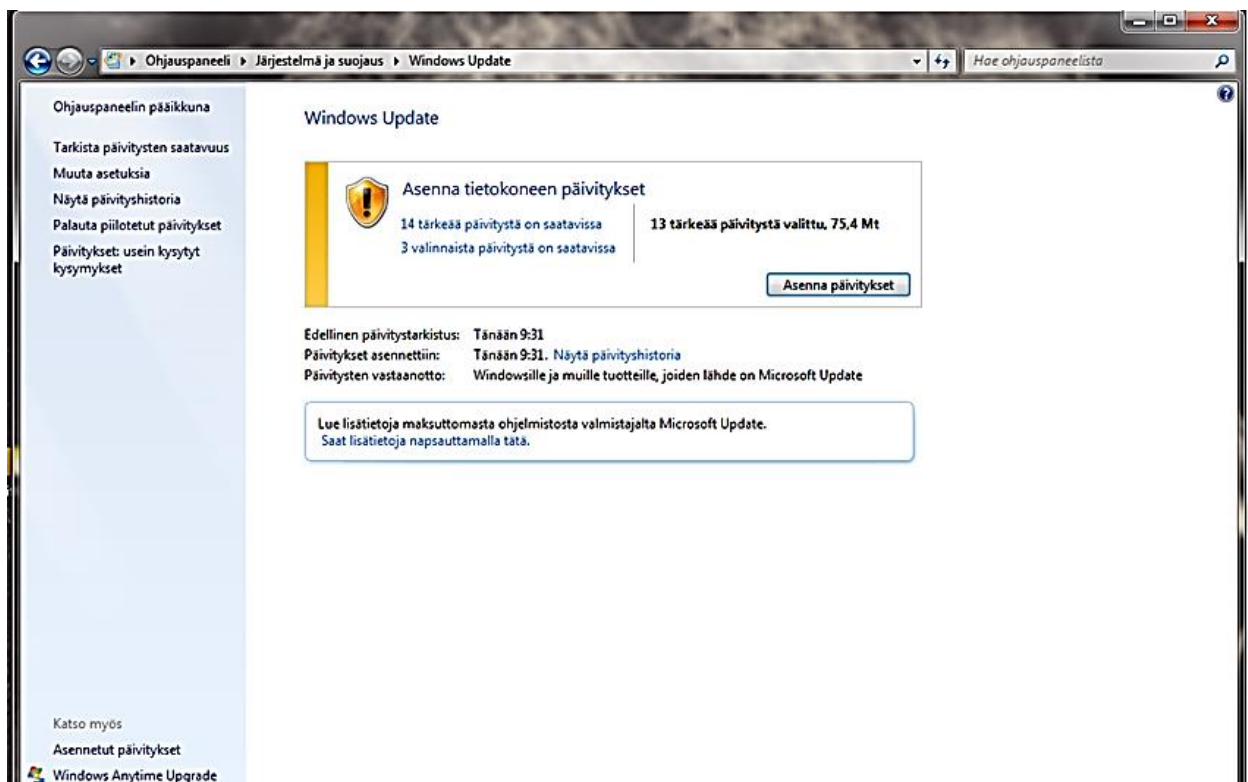 Ohjauspaneeli Järjestelmä ja suojaus Windows Update
Hae ohjauspaneelista
Ohjauspaneelin pääikkuna
Tarkista päivitysten saatavuus
Muuta asetuksia
Näytä päivityshistoria
Palauta piilotetut päivitykset
Päivitykset: usein kysytyt
kysymykset
Windows Update
Asenna tietokoneen päivitykset
14 tärkeää päivitystä on saatavissa
3 valinnaista päivitystä on saatavissa
13 tärkeää päivitystä valittu, 75,4 Mt
Asenna päivitykset
Edellinen päivitystarkistus: Tänään 9:31
Päivitykset asennettiin: Tänään 9:31. Näytä päivityshistoria
Päivitysten vastaanotto: Windowsille ja muille tuotteille, joiden lähde on Microsoft Update
Lue lisätietoja maksuttomasta ohjelmistosta valmistajalta Microsoft Update.
Saat lisätietoja napsauttamalla tätä.
Katso myös
Asennetut päivitykset
Windows Anytime Upgrade